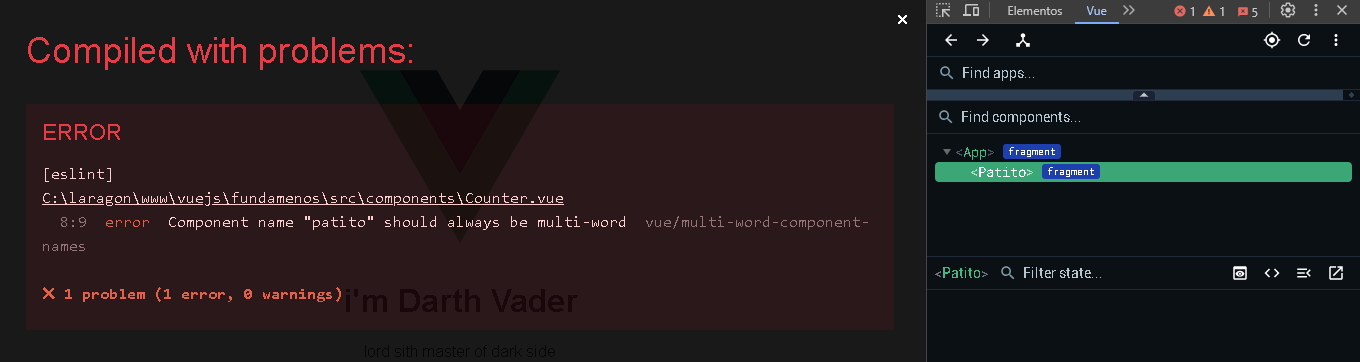 Compiled with problems:
ERROR
[eslint]
C:\laragon\www\vuejs\fundamenos\src\components\Counter.vue
8:9 error Component name "patito" should always be multi-word vue/multi-word-component-
names
✕ 1 problem (1 error, 0 warnings)
i'm Darth Vader
lord sith master of dark side
Elementos Vue 1 1 5
Find apps...
Find components...
<App> fragment
<Patito> fragment
<Patito> Filter state...